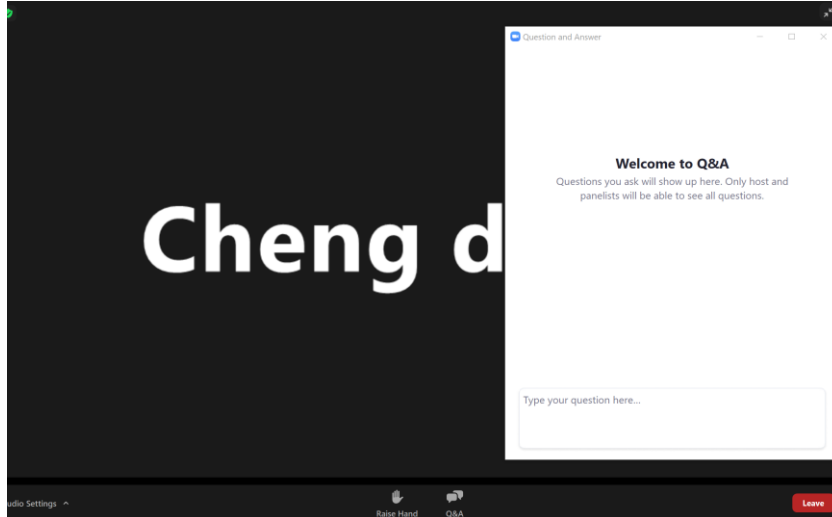 Question and Answer
Welcome to Q&A
Questions you ask will show up here. Only host and
panelists will be able to see all questions.
Cheng d
Type your question here...
udio Settings
Raise Hand
Q&A
Leave